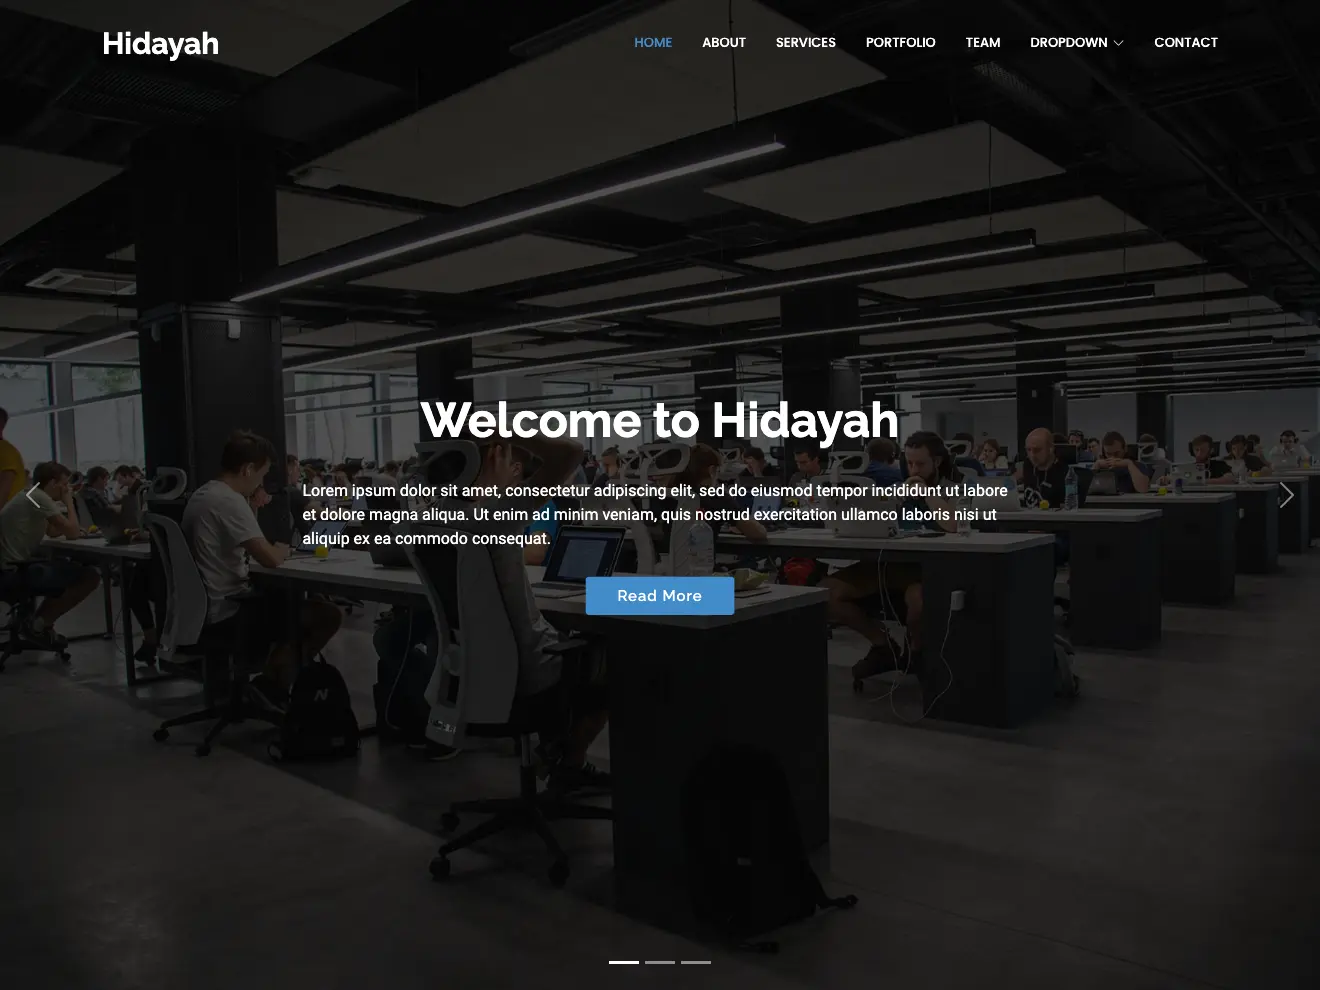 Hidayah
HOME ABOUT SERVICES PORTFOLIO TEAM DROPDOWN CONTACT
Welcome to Hidayah
Lorem ipsum dolor sit amet, consectetur adipiscing elit, sed do eiusmod tempor incididunt ut labore
et dolore magna aliqua. Ut enim ad minim veniam, quis nostrud exercitation ullamco laboris nisi ut
aliquip ex ea commodo consequat.
Read More